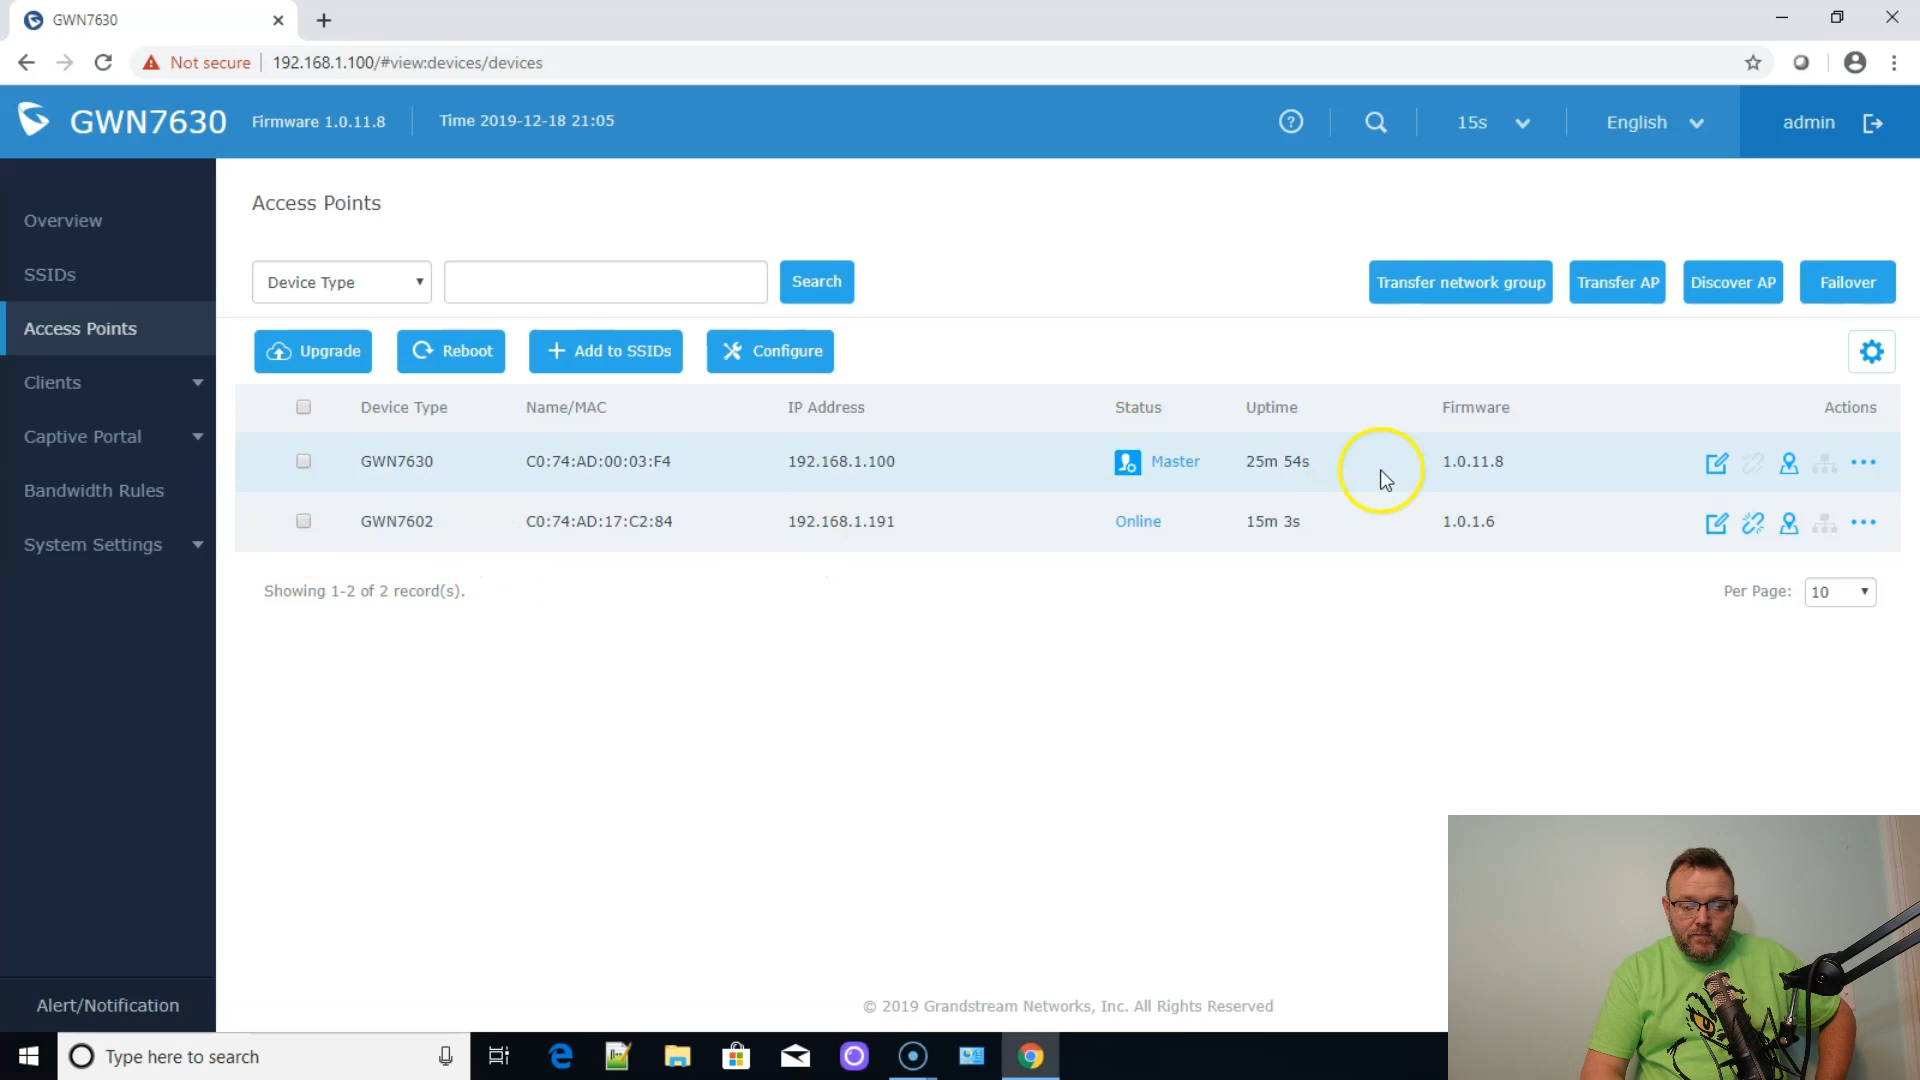 GWN7630
Not secure
192.168.1.100/#view:devices/devices
GWN7630
Firmware 1.0.11.8
Time 2019-12-18 21:05
15s
English
admin
Overview
SSIDs
Access Points
Clients
Captive Portal
Bandwidth Rules
System Settings
Alert/Notification
Access Points
Device Type
Search
Transfer network group
Transfer AP
Discover AP
Failover
Upgrade
Reboot
Add to SSIDs
Configure
Device Type Name/MAC IP Address Status Uptime Firmware Actions
GWN7630 C0:74:AD:00:03:F4 192.168.1.100 Master 25m 54s 1.0.11.8
GWN7602 C0:74:AD:17:C2:84 192.168.1.191 Online 15m 3s 1.0.1.6
Showing 1-2 of 2 record(s).
Per Page: 10
© 2019 Grandstream Networks, Inc. All Rights Reserved
Type here to search